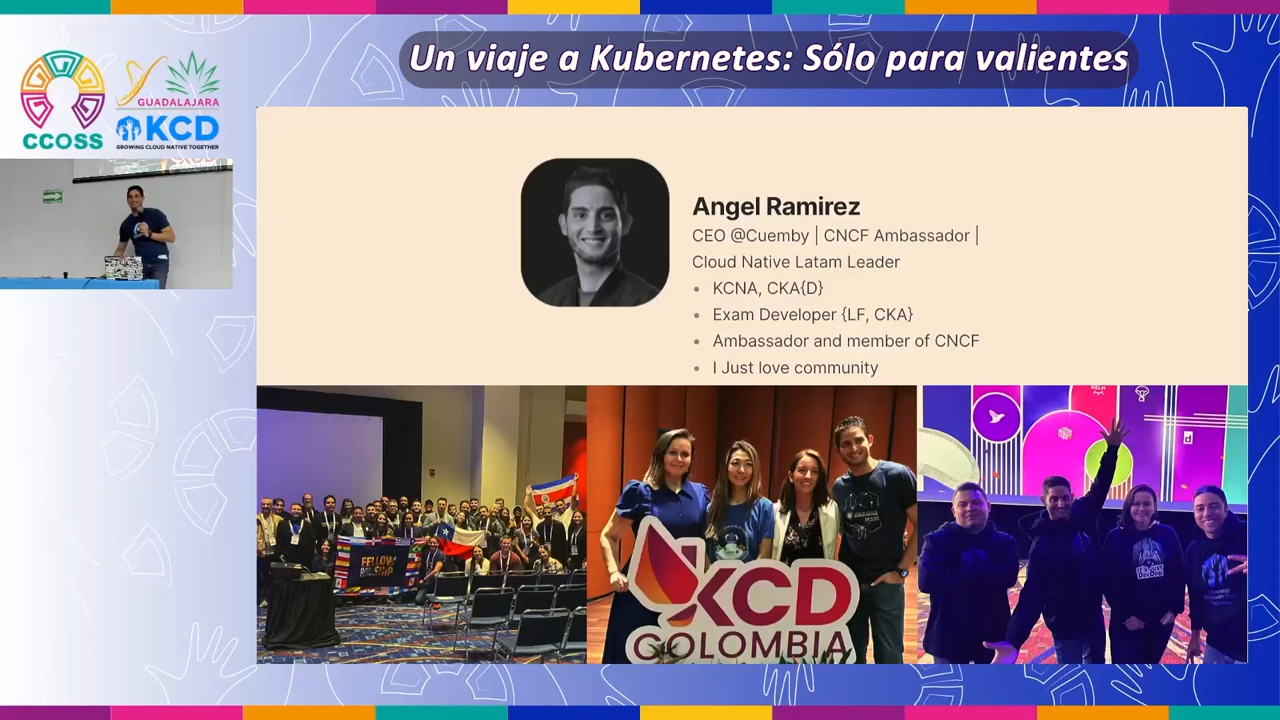 Un viaje a Kubernetes: Sólo para valientes
CCOSS
GUADALAJARA
KCD
GROWING CLOUD NATIVE TOGETHER
Angel Ramirez
CEO @Cuemby | CNCF Ambassador |
Cloud Native Latam Leader
• KCNA, CKA{D}
• Exam Developer {LF, CKA}
• Ambassador and member of CNCF
• I Just love community
KCD
COLOMBIA